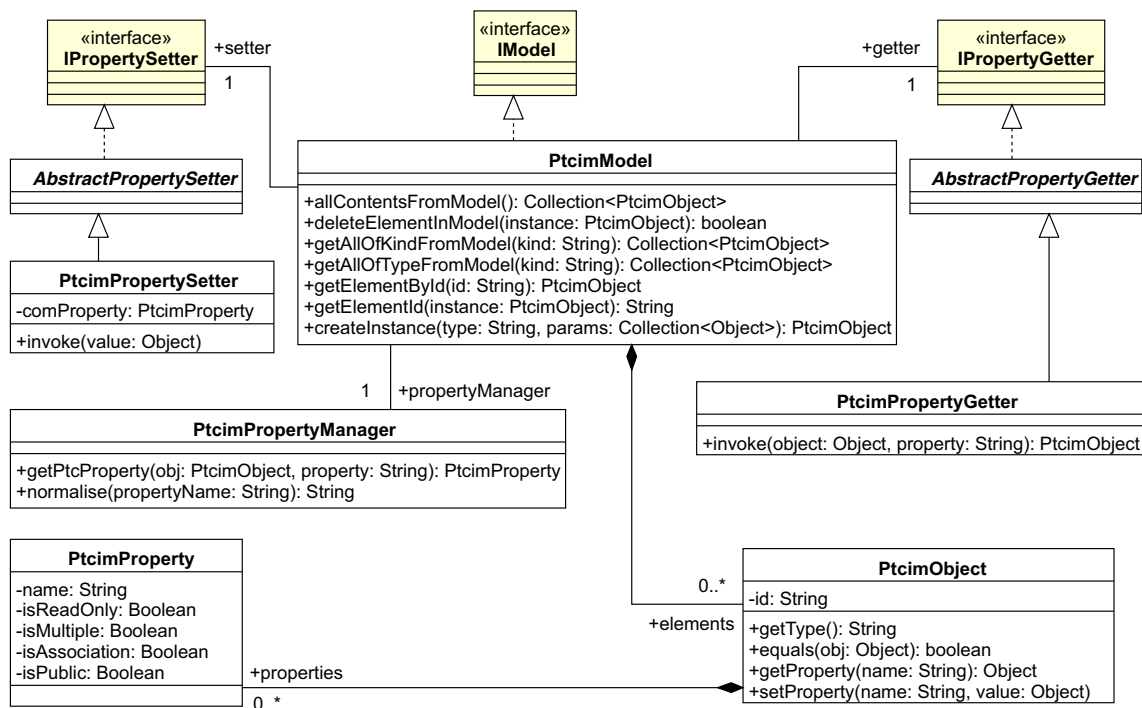 «interface»
IPropertySetter
+setter
1
«interface»
IModel
+getter
1
«interface»
IPropertyGetter
AbstractPropertySetter
PtcimModel
+allContentsFromModel(): Collection<PtcimObject>
+deleteElementInModel(instance: PtcimObject): boolean
+getAllOfKindFromModel(kind: String): Collection<PtcimObject>
+getAllOfTypeFromModel(kind: String): Collection<PtcimObject>
+getElementById(id: String): PtcimObject
+getElementId(instance: PtcimObject): String
+createInstance(type: String, params: Collection<Object>): PtcimObject
AbstractPropertyGetter
PtcimPropertySetter
-comProperty: PtcimProperty
+invoke(value: Object)
1
+propertyManager
PtcimPropertyManager
+getPtcProperty(obj: PtcimObject, property: String): PtcimProperty
+normalise(propertyName: String): String
PtcimPropertyGetter
+invoke(object: Object, property: String): PtcimObject
PtcimProperty
-name: String
-isReadOnly: Boolean
-isMultiple: Boolean
-isAssociation: Boolean
-isPublic: Boolean
+properties
0..*
0..*
+elements
PtcimObject
-id: String
+getType(): String
+equals(obj: Object): boolean
+getProperty(name: String): Object
+setProperty(name: String, value: Object)